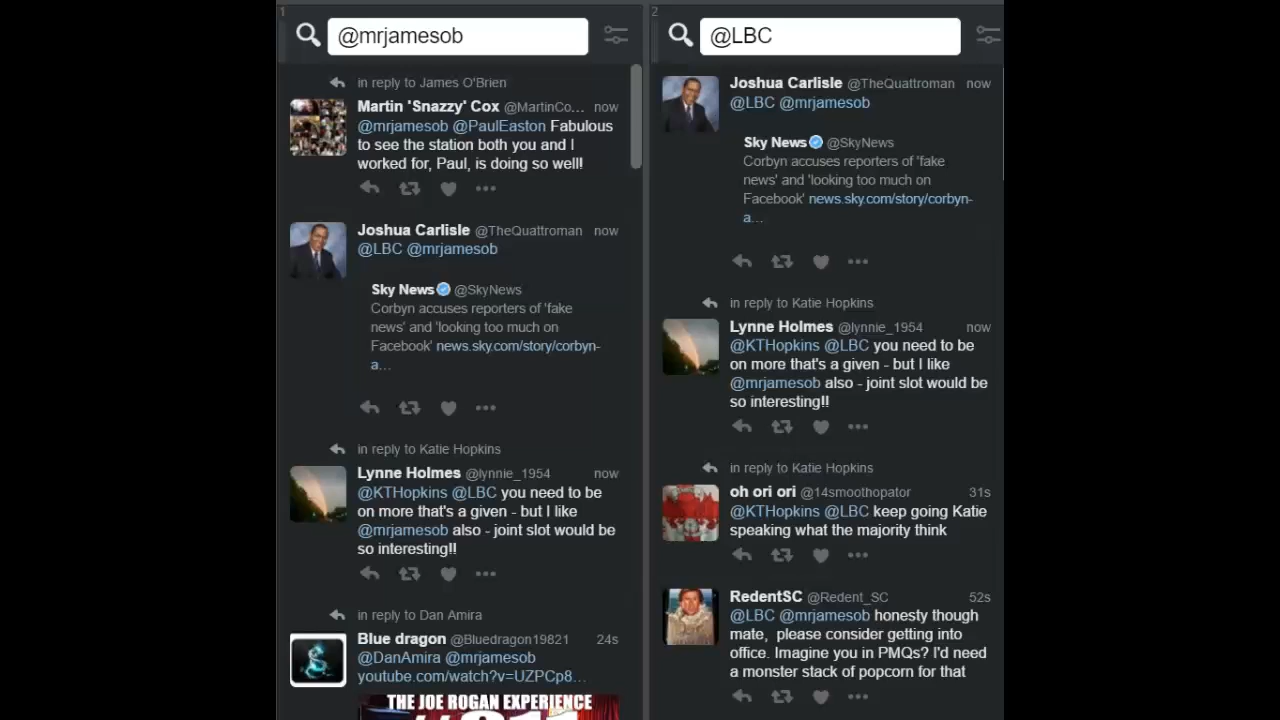 1
@mrjamesob
in reply to James O'Brien
Martin 'Snazzy' Cox @MartinCo... now
@mrjamesob @PaulEaston Fabulous
to see the station both you and I
worked for, Paul, is doing so well!
Joshua Carlisle @TheQuattroman now
@LBC @mrjamesob
Sky News @SkyNews
Corbyn accuses reporters of 'fake
news' and 'looking too much on
Facebook' news.sky.com/story/corbyn-
a...
in reply to Katie Hopkins
Lynne Holmes @lynnie_1954 now
@KTHopkins @LBC you need to be
on more that's a given - but I like
@mrjamesob also - joint slot would be
so interesting!!
in reply to Dan Amira
Blue dragon @Bluedragon19821 24s
@DanAmira @mrjamesob
youtube.com/watch?v=UZPCp8...
THE JOE ROGAN EXPERIENCE
2
@LBC
Joshua Carlisle @TheQuattroman now
@LBC @mrjamesob
Sky News @SkyNews
Corbyn accuses reporters of 'fake
news' and 'looking too much on
Facebook' news.sky.com/story/corbyn-
a...
in reply to Katie Hopkins
Lynne Holmes @lynnie_1954 now
@KTHopkins @LBC you need to be
on more that's a given - but I like
@mrjamesob also - joint slot would be
so interesting!!
in reply to Katie Hopkins
oh ori ori @14smoothopator 31s
@KTHopkins @LBC keep going Katie
speaking what the majority think
RedentSC @Redent_SC 52s
@LBC @mrjamesob honesty though
mate, please consider getting into
office. Imagine you in PMQs? I'd need
a monster stack of popcorn for that